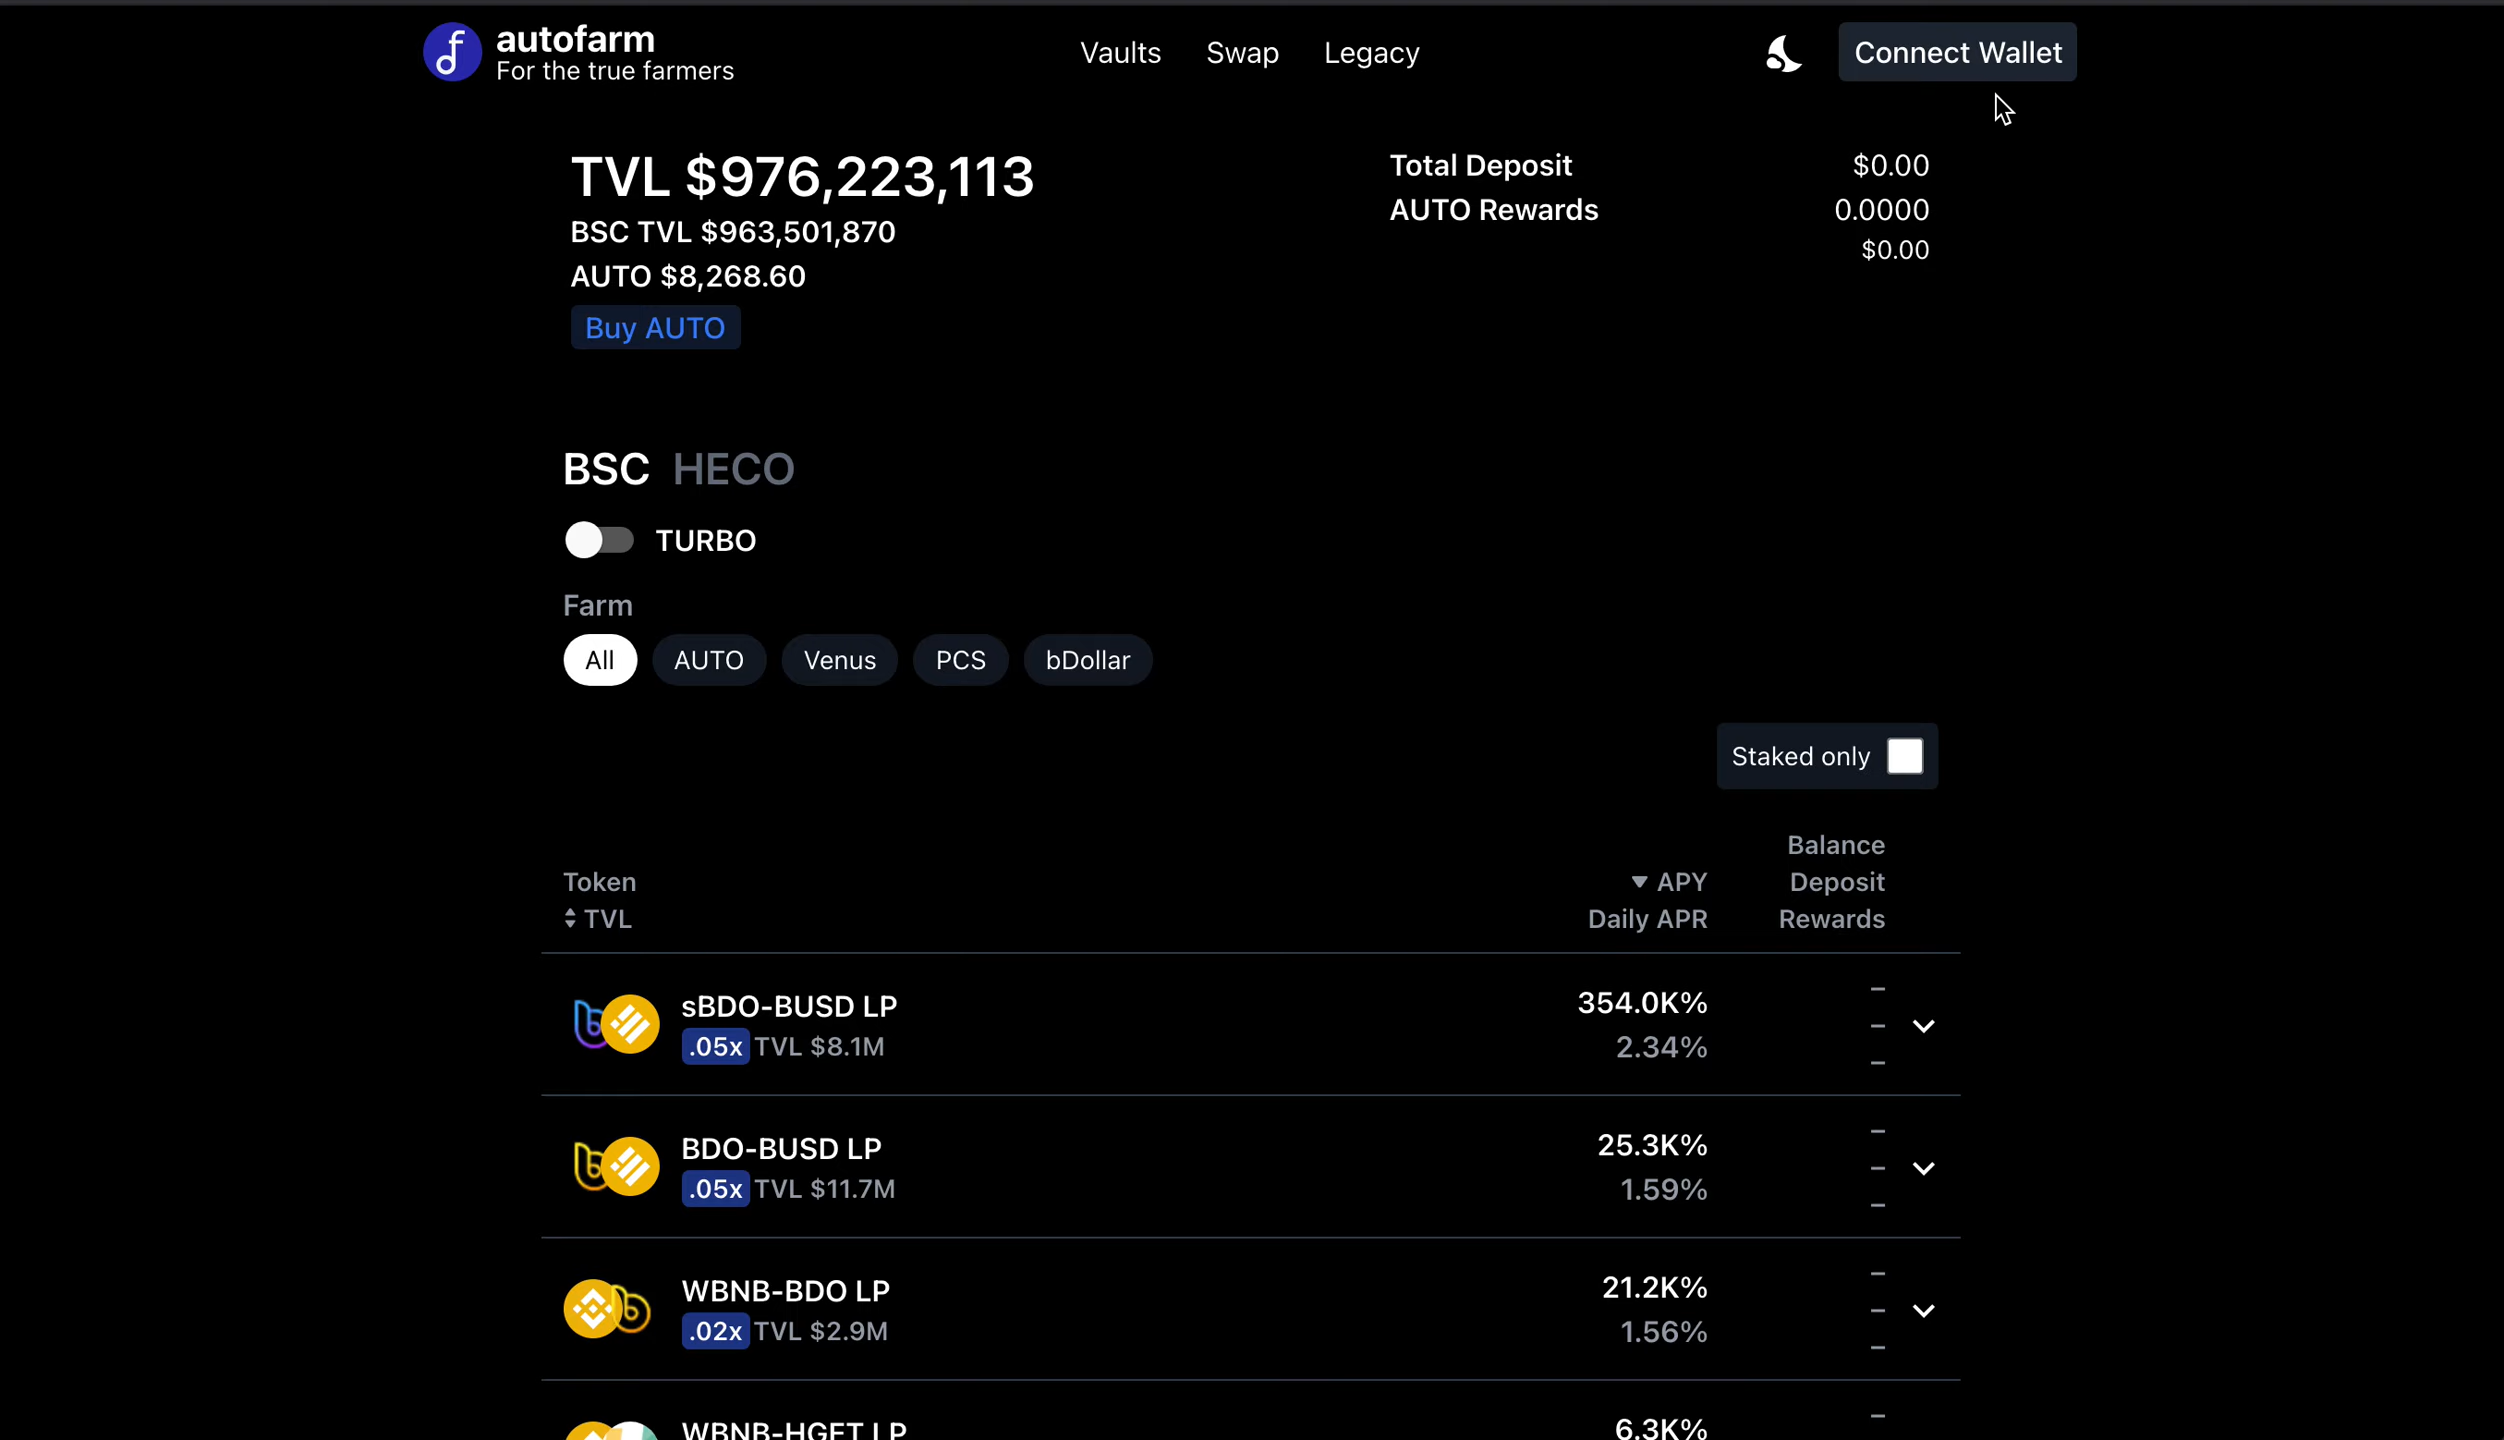 autofarm
For the true farmers
Vaults
Swap
Legacy
Connect Wallet
TVL $976,223,113
BSC TVL $963,501,870
AUTO $8,268.60
Buy AUTO
Total Deposit $0.00
AUTO Rewards 0.0000
$0.00
BSC HECO
TURBO
Farm
All AUTO Venus PCS bDollar
Staked only
Token
TVL
APY
Daily APR
Balance
Deposit
Rewards
sBDO-BUSD LP
.05x TVL $8.1M
354.0K%
2.34%
–
–
–
BDO-BUSD LP
.05x TVL $11.7M
25.3K%
1.59%
–
–
–
WBNB-BDO LP
.02x TVL $2.9M
21.2K%
1.56%
–
–
–
WBNB-HGET LP
6.3K%
–